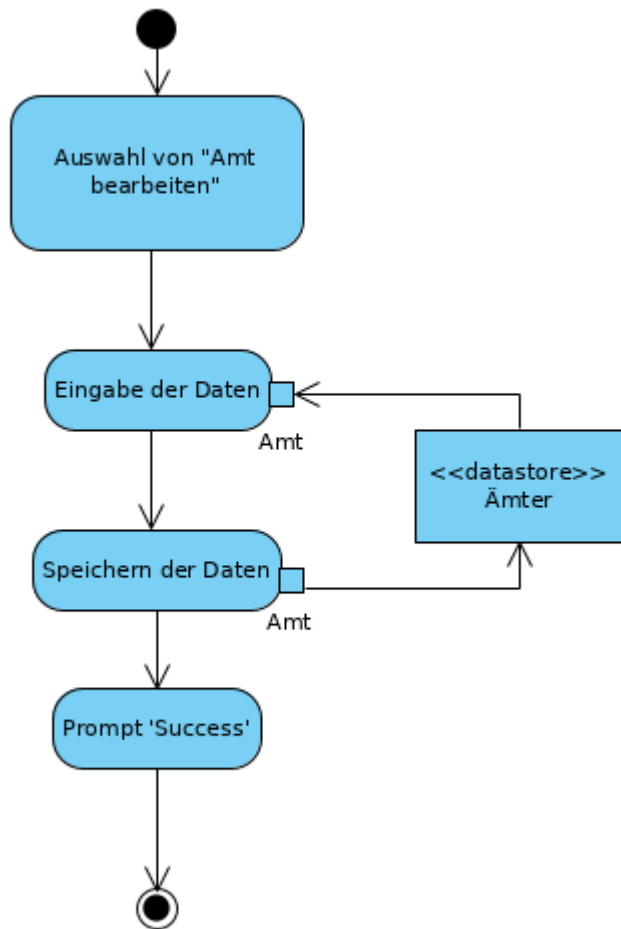 Auswahl von "Amt
bearbeiten"
Eingabe der Daten
Amt
<<datastore>>
Ämter
Speichern der Daten
Amt
Prompt 'Success'